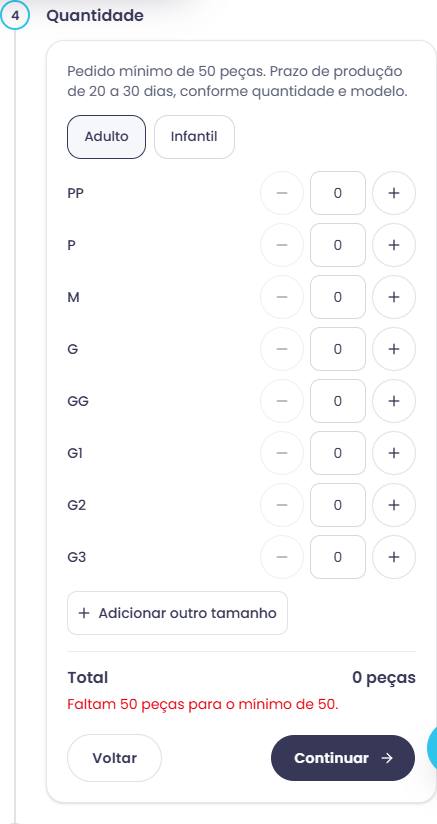 4 Quantidade
Pedido mínimo de 50 peças. Prazo de produção
de 20 a 30 dias, conforme quantidade e modelo.
Adulto Infantil
PP − 0 +
P − 0 +
M − 0 +
G − 0 +
GG − 0 +
G1 − 0 +
G2 − 0 +
G3 − 0 +
+ Adicionar outro tamanho
Total 0 peças
Faltam 50 peças para o mínimo de 50.
Voltar Continuar →